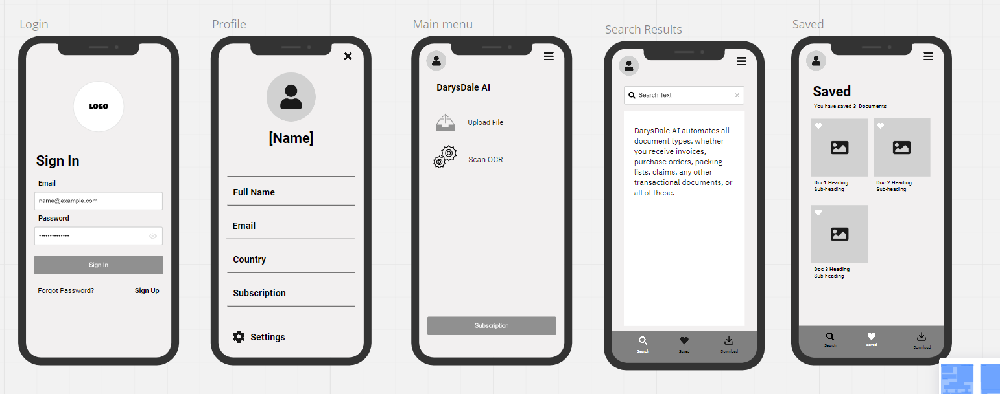 Login
LOGO
Sign In
Email
name@example.com
Password
••••••••••••••
Sign In
Forgot Password? Sign Up
Profile
[Name]
Full Name
Email
Country
Subscription
Settings
Main menu
DarysDale AI
Upload File
Scan OCR
Subscription
Search Results
Search Text
DarysDale AI automates all
document types, whether
you receive invoices,
purchase orders, packing
lists, claims, any other
transactional documents, or
all of these.
Search Saved Download
Saved
Saved
You have saved 3 Documents
Doc1 Heading
Sub-heading
Doc 2 Heading
Sub-heading
Doc 3 Heading
Sub-heading
Search Saved Download